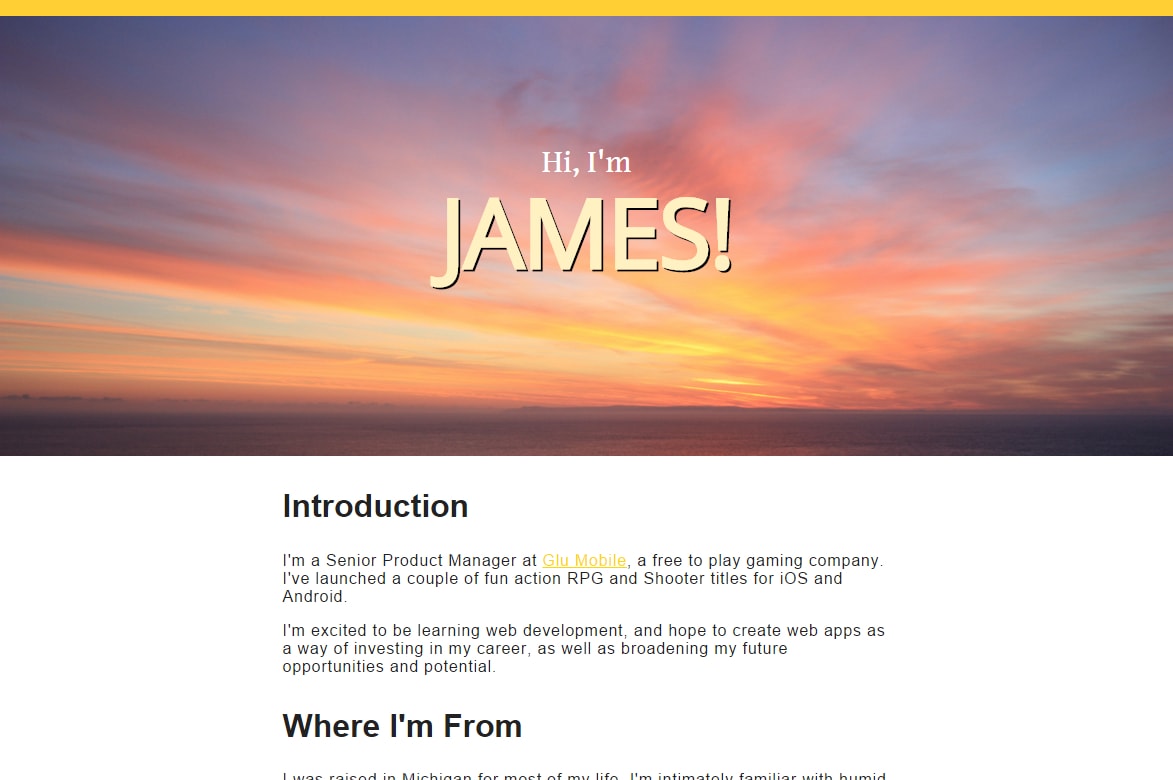 Hi, I'm
JAMES!
Introduction
I'm a Senior Product Manager at Glu Mobile, a free to play gaming company.
I've launched a couple of fun action RPG and Shooter titles for iOS and
Android.
I'm excited to be learning web development, and hope to create web apps as
a way of investing in my career, as well as broadening my future
opportunities and potential.
Where I'm From
I was raised in Michigan for most of my life. I'm intimately familiar with humid